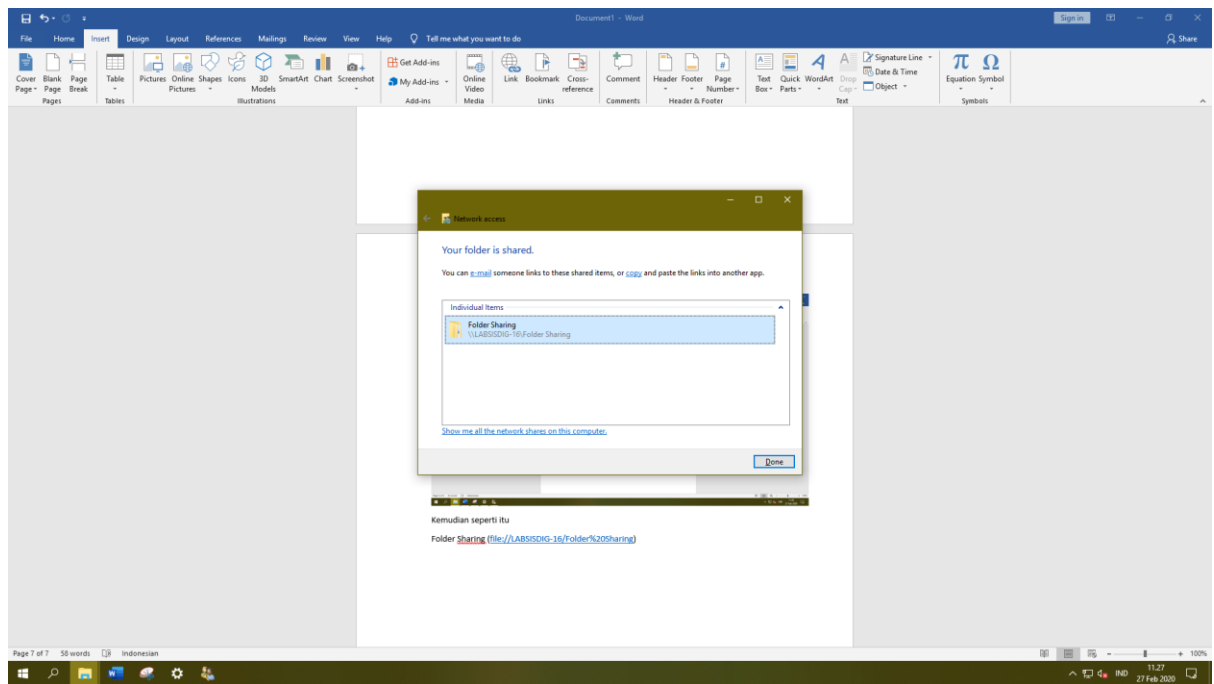 Document1 - Word
Sign in
File Home Insert Design Layout References Mailings Review View Help Tell me what you want to do
Share
Cover Page
Blank Page
Page Break
Pages
Table
Tables
Pictures
Online Pictures
Shapes
Icons
3D Models
SmartArt
Chart
Screenshot
Illustrations
Get Add-ins
My Add-ins
Add-ins
Online Video
Media
Link
Bookmark
Cross-reference
Links
Comment
Comments
Header
Footer
Page Number
Header & Footer
Text Box
Quick Parts
WordArt
Drop Cap
Signature Line
Date & Time
Object
Text
Equation
Symbol
Symbols
Network access
Your folder is shared.
You can e-mail someone links to these shared items, or copy and paste the links into another app.
Individual Items
Folder Sharing
\\LABSISDIG-16\Folder Sharing
Show me all the network shares on this computer.
Done
Kemudian seperti itu
Folder Sharing (file://LABSISDIG-16/Folder%20Sharing)
Page 7 of 7 58 words Indonesian
100%
IND
11.27
27 Feb 2020